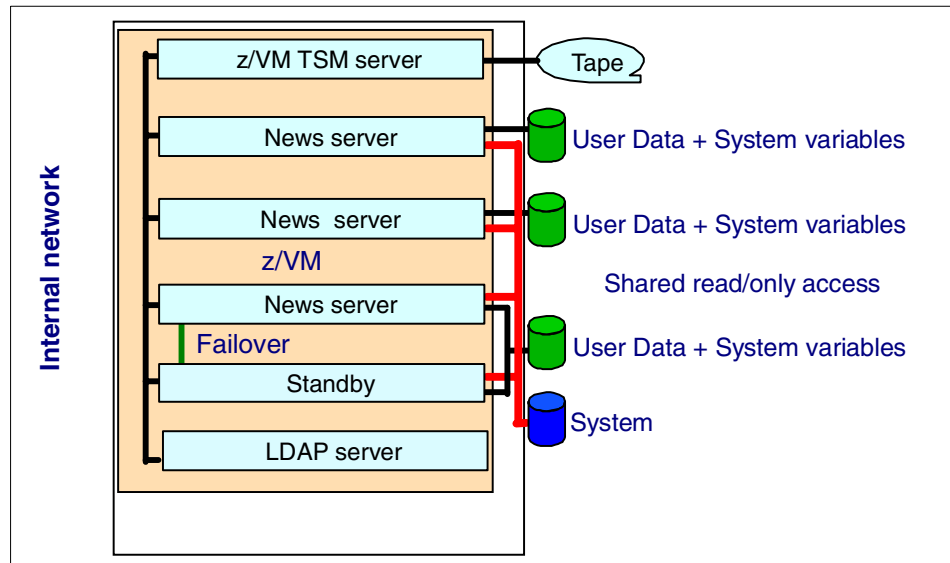 z/VM TSM server
Tape
News server
User Data + System variables
News server
User Data + System variables
z/VM
Shared read/only access
News server
Failover
User Data + System variables
Standby
System
LDAP server
Internal network